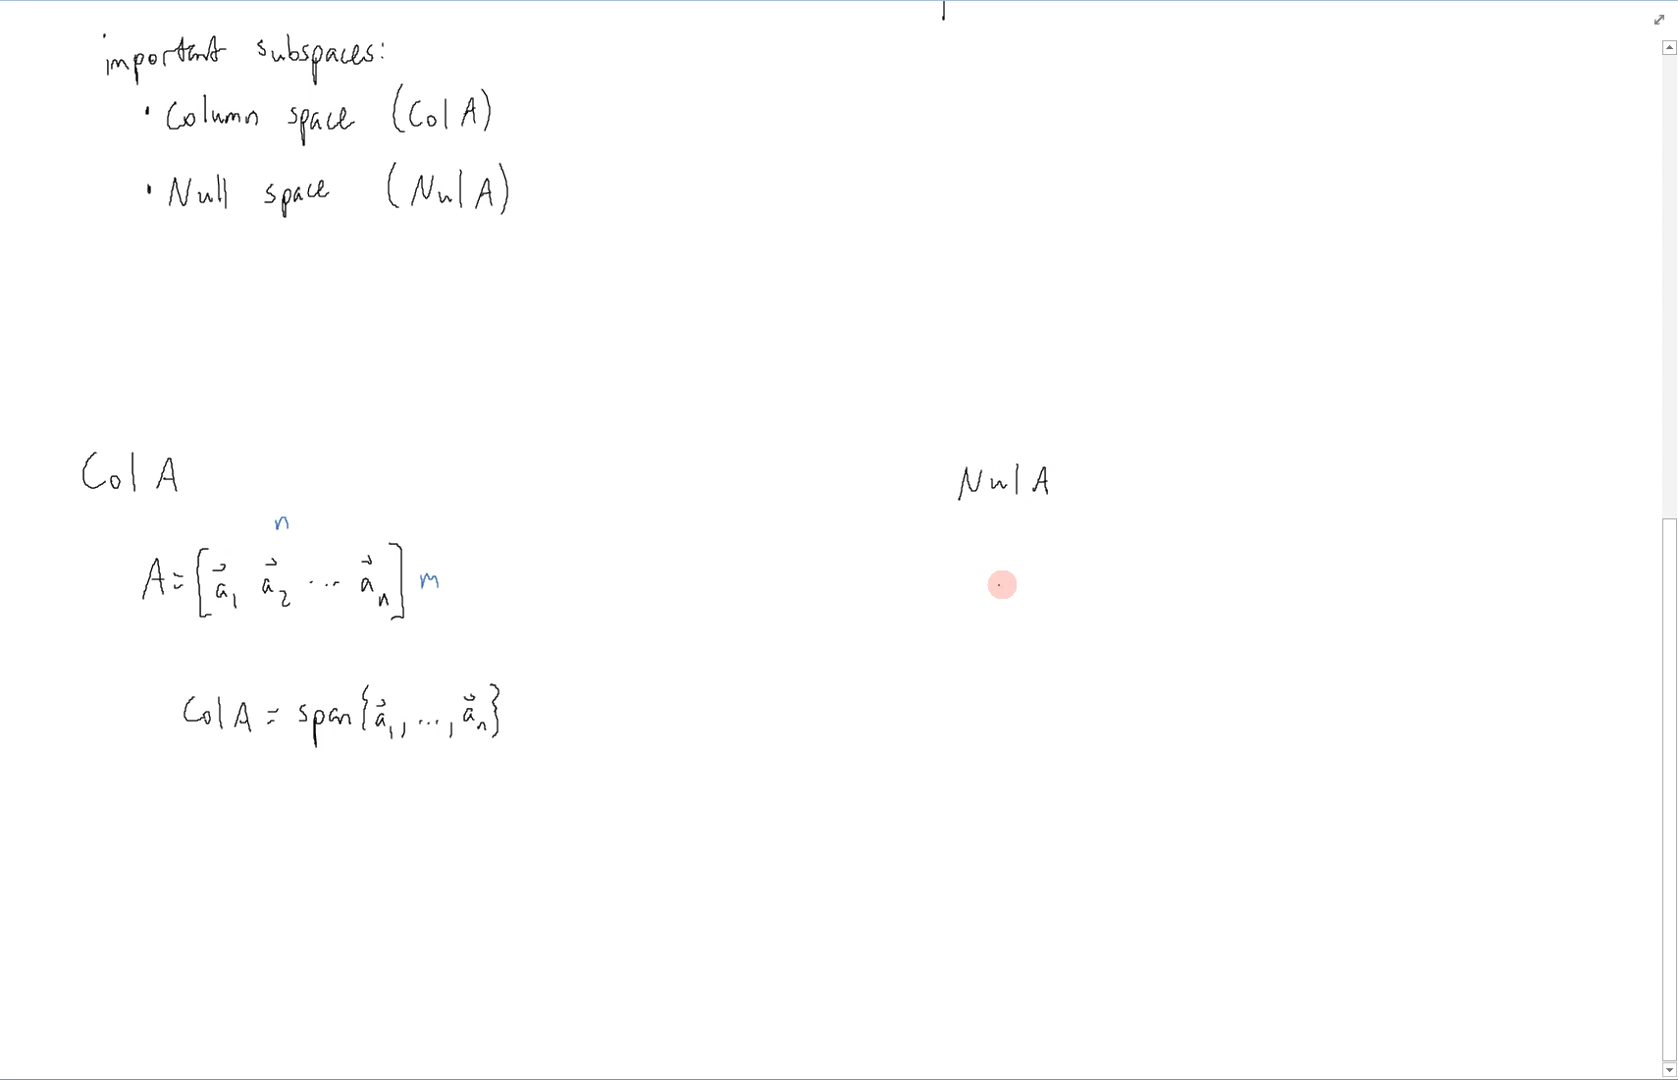 important subspaces:
• Column space (Col A)
• Null space (Nul A)
Col A
n
A = [a⃗₁ a⃗₂ ⋯ a⃗ₙ] m
Col A = span{a⃗₁, ..., a⃗ₙ}
Nul A